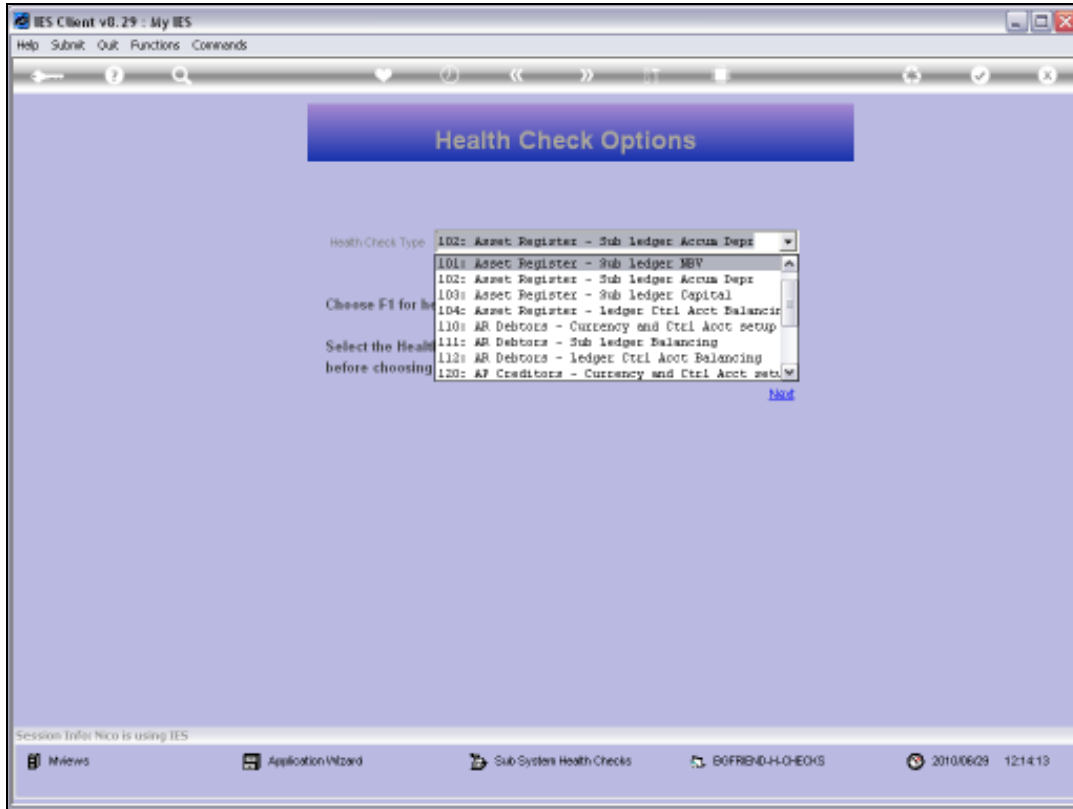 IES Client v8.29 : My IES
Help Submit Quit Functions Commands
Health Check Options
Health Check Type 102: Asset Register - Sub ledger Accum Depr
101: Asset Register - Sub ledger NBV
102: Asset Register - Sub ledger Accum Depr
103: Asset Register - Sub ledger Capital
Choose F1 for he
104: Asset Register - ledger Ctrl Acct Balancin
110: AR Debtors - Currency and Ctrl Acct setup
Select the Healt
111: AR Debtors - Sub ledger Balancing
112: AR Debtors - ledger Ctrl Acct Balancing
before choosing
120: AP Creditors - Currency and Ctrl Acct setu
Next
Session Info: Nico is using IES
Mviews Application Wizard Sub System Health Checks BGFRIEND-H-CHECKS 2010/06/29 12:14:13